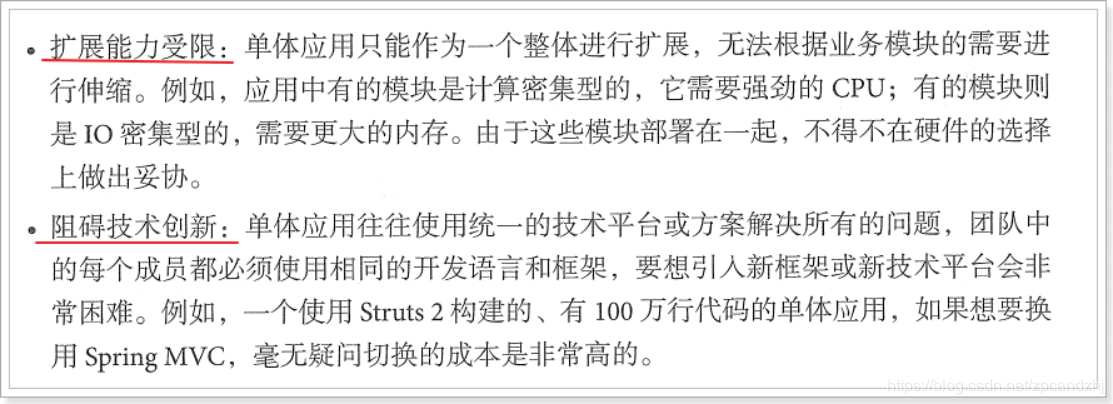 • 扩展能力受限：单体应用只能作为一个整体进行扩展，无法根据业务模块的需要进
行伸缩。例如，应用中有的模块是计算密集型的，它需要强劲的 CPU；有的模块则
是 IO 密集型的，需要更大的内存。由于这些模块部署在一起，不得不在硬件的选择
上做出妥协。
• 阻碍技术创新：单体应用往往使用统一的技术平台或方案解决所有的问题，团队中
的每个成员都必须使用相同的开发语言和框架，要想引入新框架或新技术平台会非
常困难。例如，一个使用 Struts 2 构建的、有 100 万行代码的单体应用，如果想要换
用 Spring MVC，毫无疑问切换的成本是非常高的。
https://blog.csdn.net/zpcandzhj